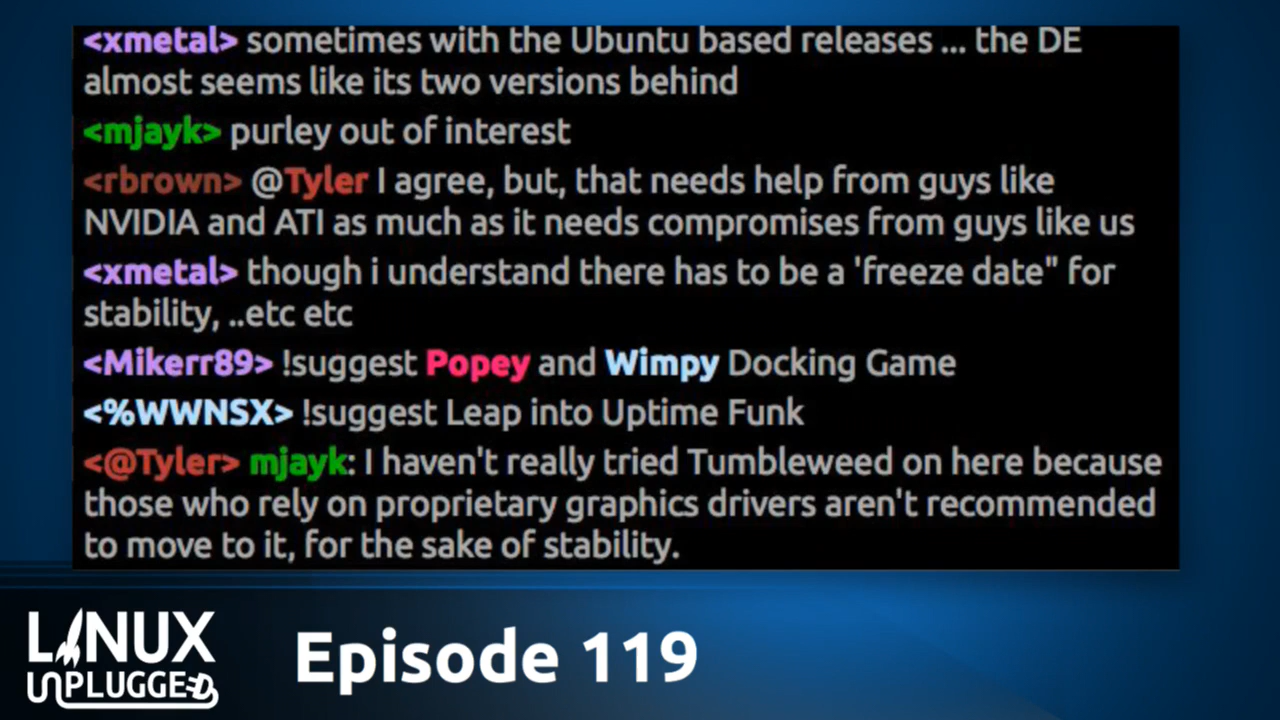 <xmetal> sometimes with the Ubuntu based releases ... the DE
almost seems like its two versions behind
<mjayk> purley out of interest
<rbrown> @Tyler I agree, but, that needs help from guys like
NVIDIA and ATI as much as it needs compromises from guys like us
<xmetal> though i understand there has to be a 'freeze date" for
stability, ..etc etc
<Mikerr89> !suggest Popey and Wimpy Docking Game
<%WWNSX> !suggest Leap into Uptime Funk
<@Tyler> mjayk: I haven't really tried Tumbleweed on here because
those who rely on proprietary graphics drivers aren't recommended
to move to it, for the sake of stability.
LINUX
UNPLUGGED
Episode 119